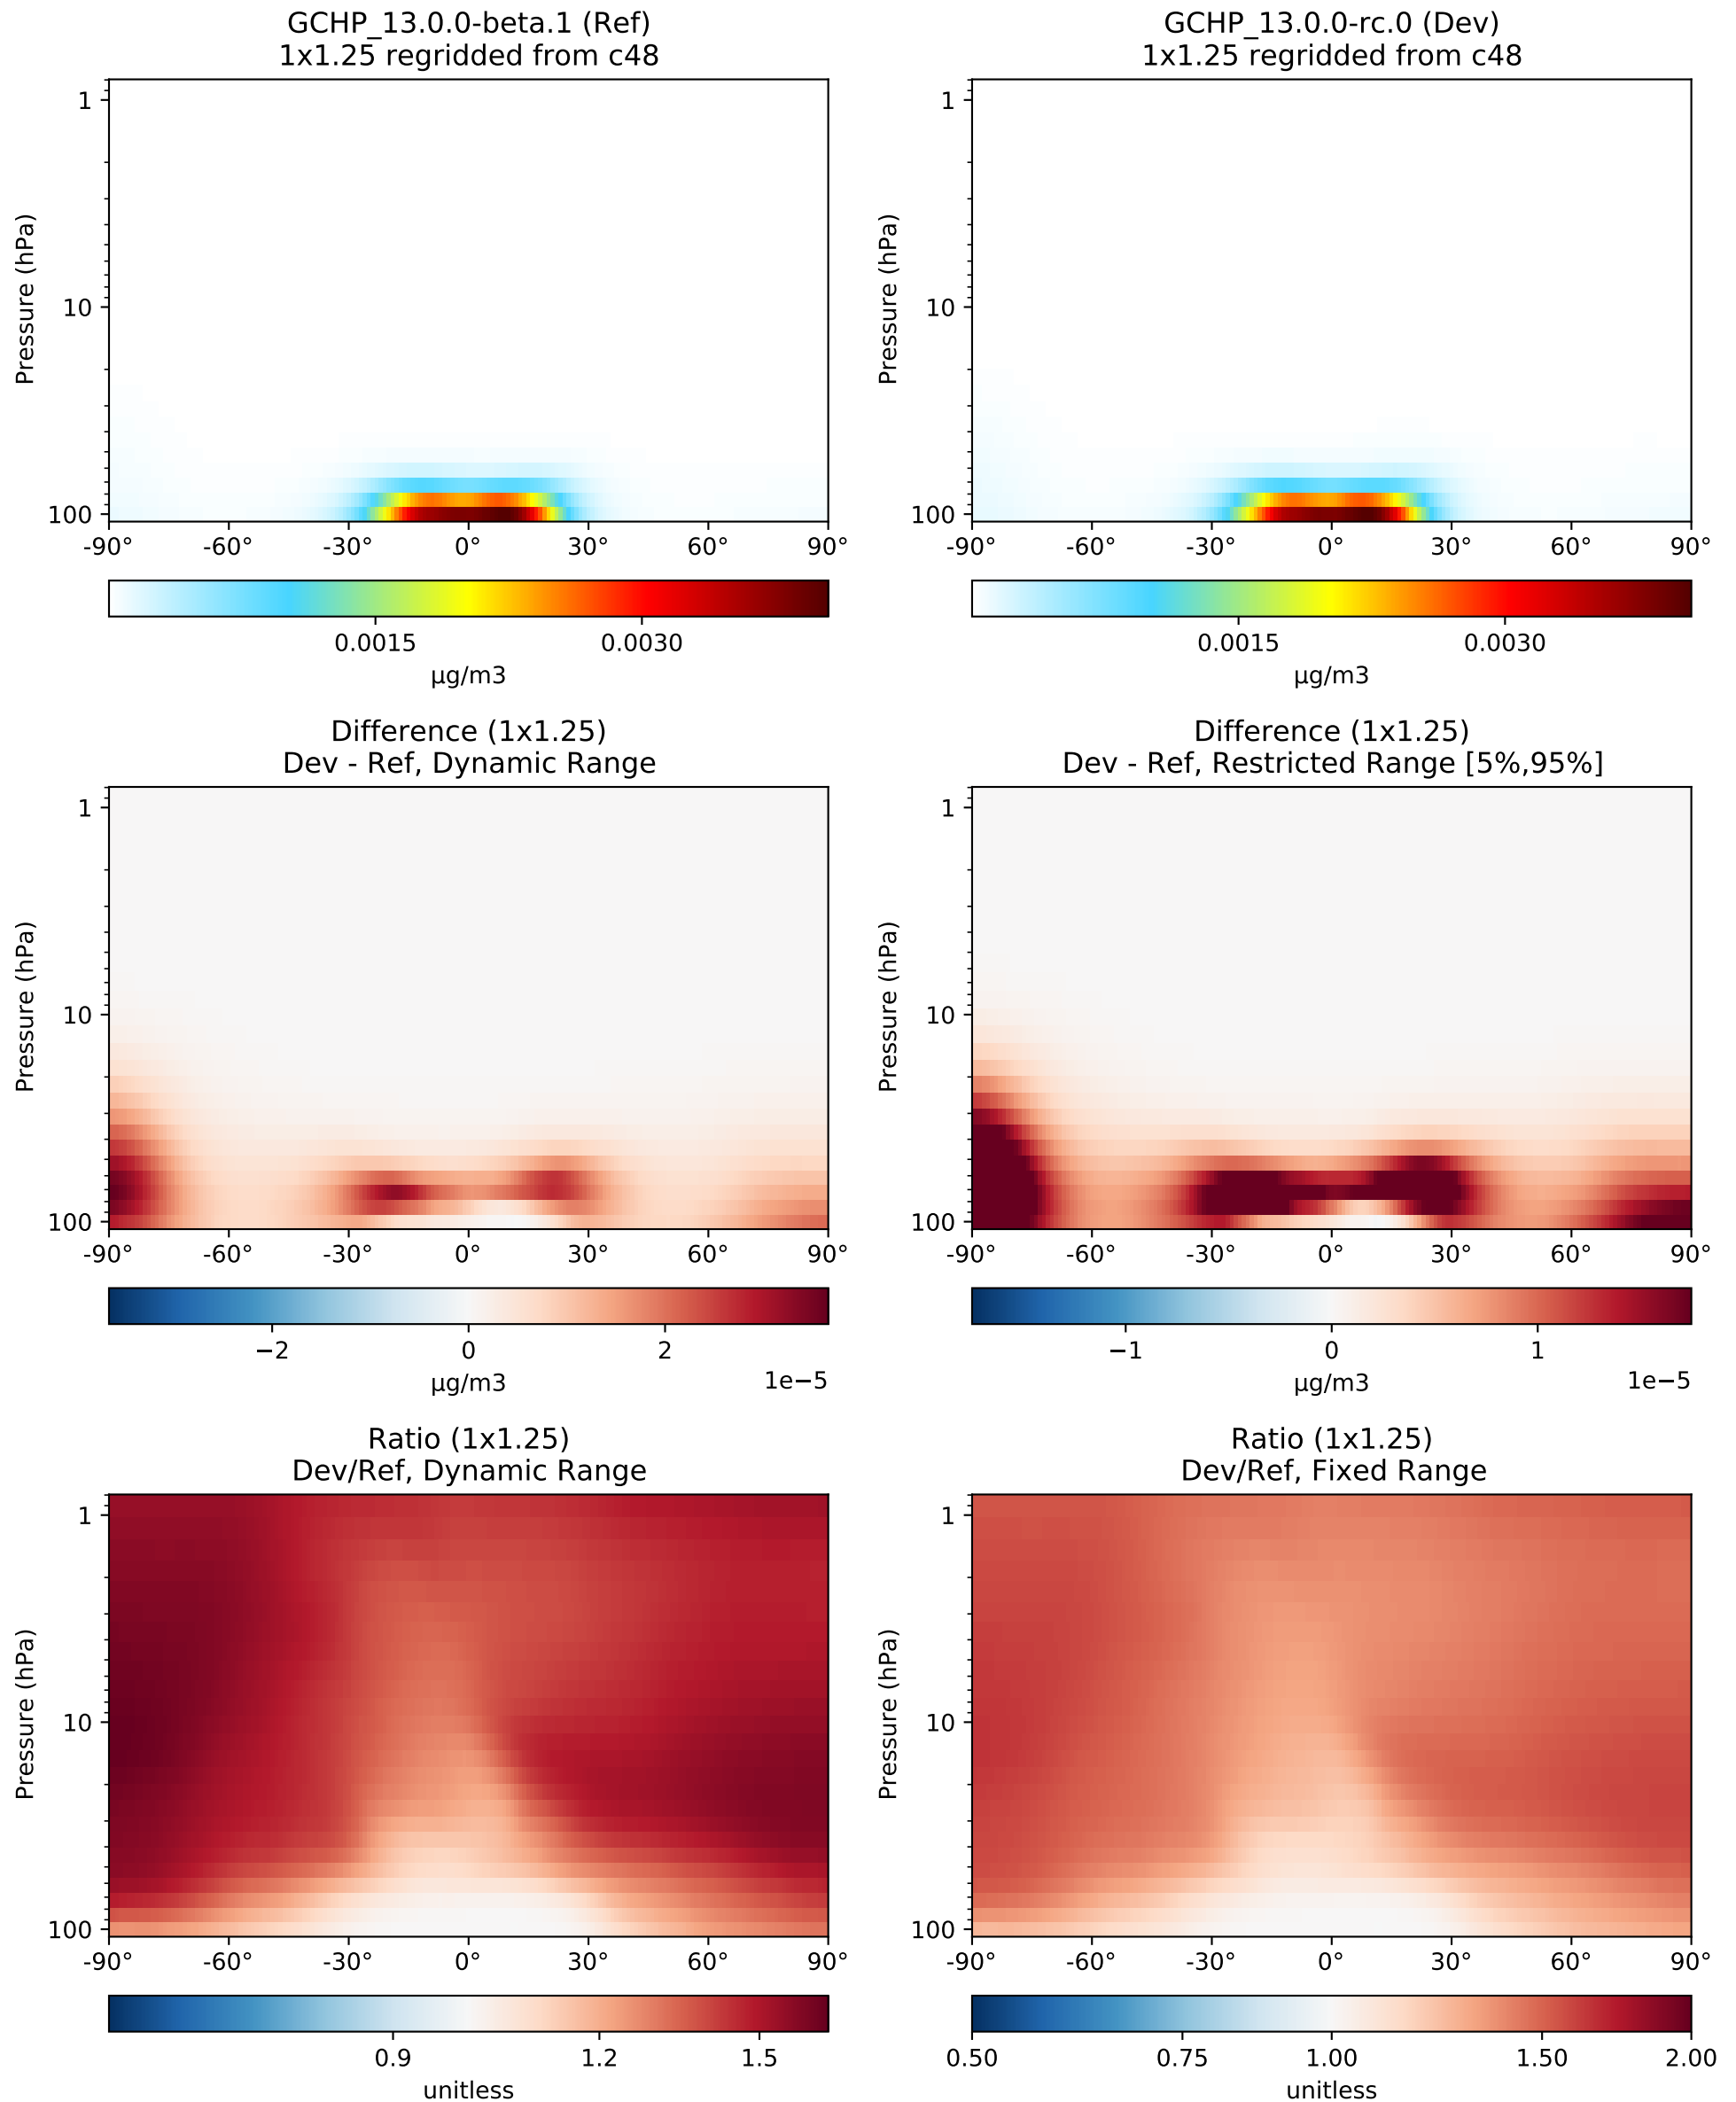 GCHP_13.0.0-beta.1 (Ref)
1x1.25 regridded from c48
Pressure (hPa)
1
10
100
-90° -60° -30° 0° 30° 60° 90°
0.0015 0.0030
µg/m3
GCHP_13.0.0-rc.0 (Dev)
1x1.25 regridded from c48
Pressure (hPa)
1
10
100
-90° -60° -30° 0° 30° 60° 90°
0.0015 0.0030
µg/m3
Difference (1x1.25)
Dev - Ref, Dynamic Range
Pressure (hPa)
1
10
100
-90° -60° -30° 0° 30° 60° 90°
−2 0 2
µg/m3 1e−5
Difference (1x1.25)
Dev - Ref, Restricted Range [5%,95%]
Pressure (hPa)
1
10
100
-90° -60° -30° 0° 30° 60° 90°
−1 0 1
µg/m3 1e−5
Ratio (1x1.25)
Dev/Ref, Dynamic Range
Pressure (hPa)
1
10
100
-90° -60° -30° 0° 30° 60° 90°
0.9 1.2 1.5
unitless
Ratio (1x1.25)
Dev/Ref, Fixed Range
Pressure (hPa)
1
10
100
-90° -60° -30° 0° 30° 60° 90°
0.50 0.75 1.00 1.50 2.00
unitless